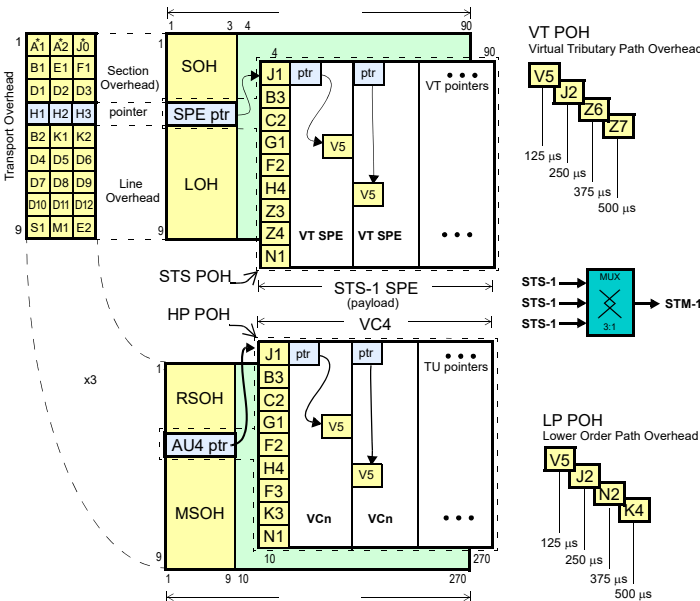 1 3 4 90
1 A* A* J* Section Overhead) 1 SOH 4 90
B1 E1 F1
D1 D2 D3
H1 H2 H3 pointer SPE ptr
B2 K1 K2
D4 D5 D6
D7 D8 D9 Line Overhead LOH
D10 D11 D12
9 S1 M1 E2 9
Transport Overhead
J1 ptr ptr • • •
VT pointers
B3
C2
G1 V5
F2
H4 V5
Z3
Z4 VT SPE VT SPE • • •
N1
STS POH
STS-1 SPE
(payload)
HP POH
VC4
x3
1 RSOH
AU4 ptr
MSOH
9
J1 ptr ptr • • •
TU pointers
B3
C2
G1 V5
F2
H4 V5
F3
K3 VCn VCn • • •
N1
10 270
1 9 10 270
VT POH
Virtual Tributary Path Overhead
V5
J2
Z6
Z7
125 µs
250 µs
375 µs
500 µs
STS-1
STS-1
STS-1
MUX
3:1
STM-1
LP POH
Lower Order Path Overhead
V5
J2
N2
K4
125 µs
250 µs
375 µs
500 µs